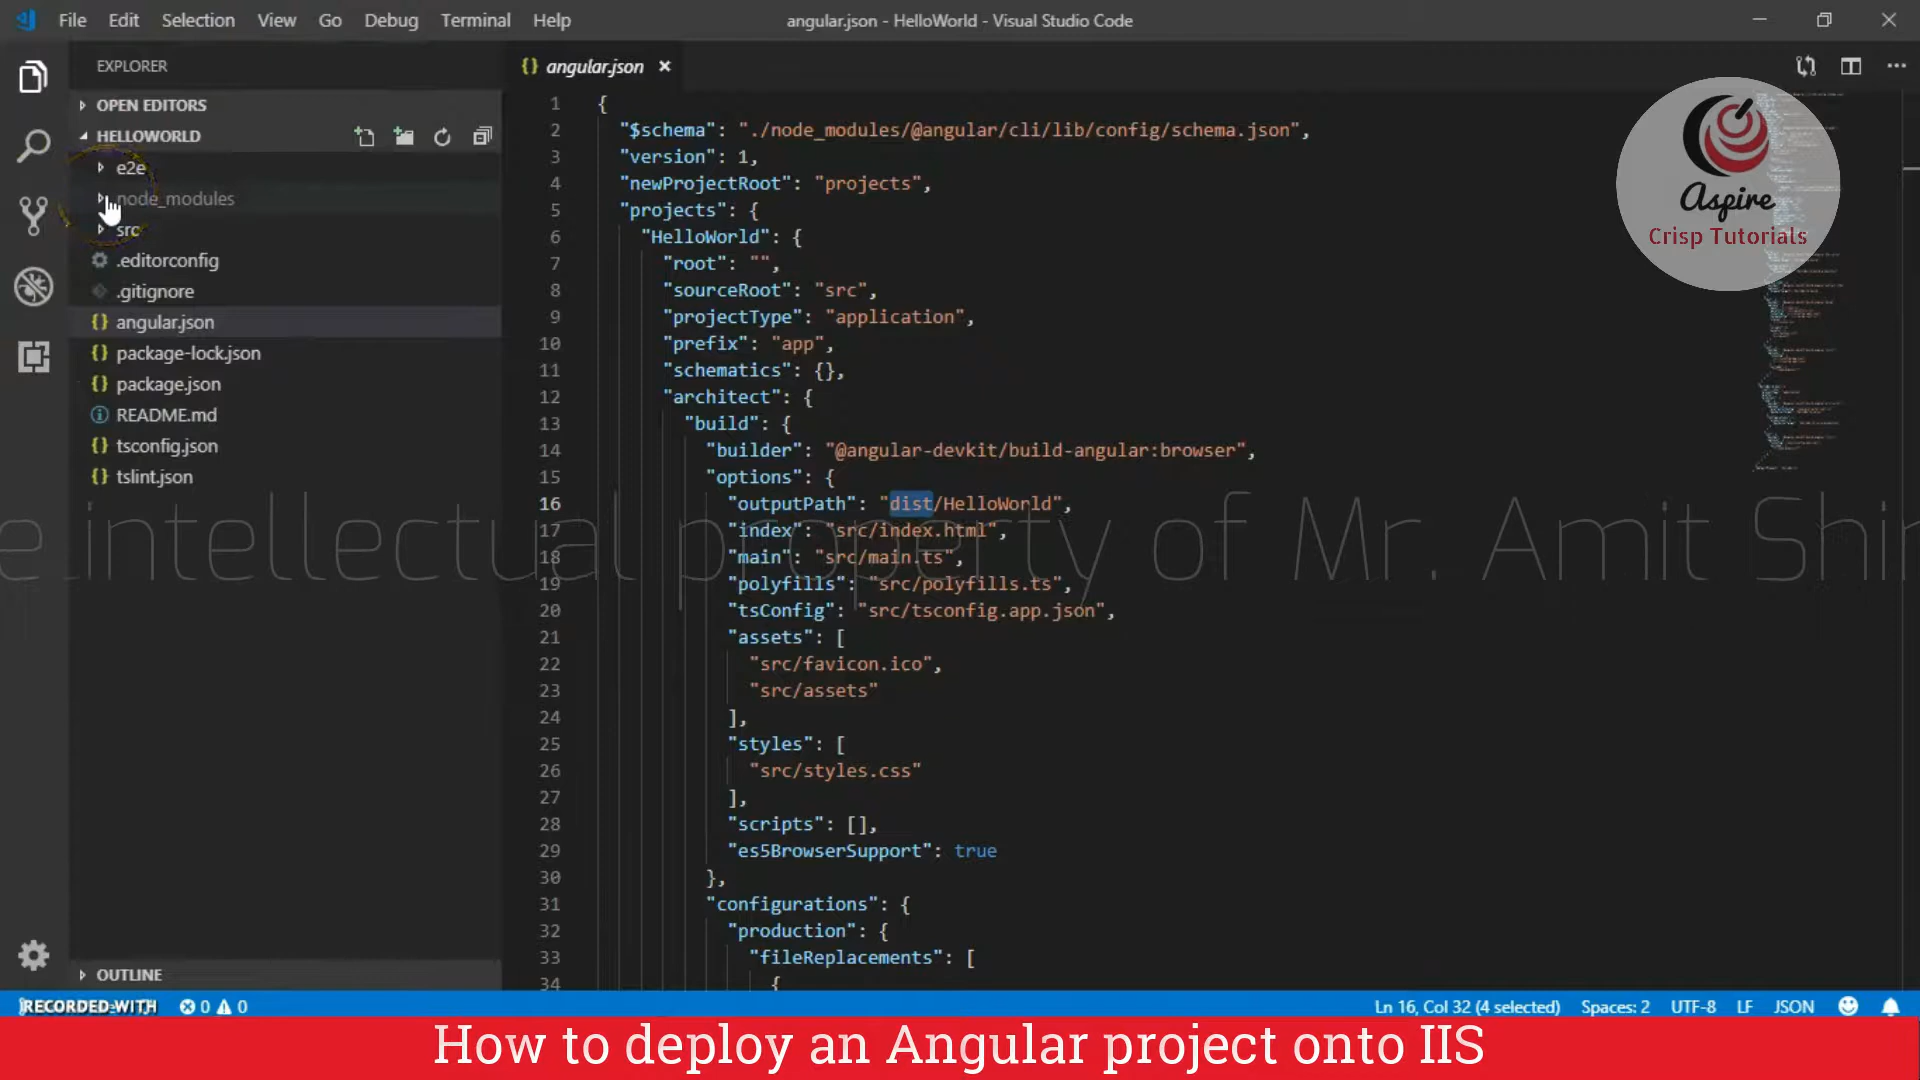 File Edit Selection View Go Debug Terminal Help
angular.json - HelloWorld - Visual Studio Code
EXPLORER
OPEN EDITORS
HELLOWORLD
e2e
node_modules
src
.editorconfig
.gitignore
angular.json
package-lock.json
package.json
README.md
tsconfig.json
tslint.json
OUTLINE
angular.json
1 {
2 "$schema": "./node_modules/@angular/cli/lib/config/schema.json",
3 "version": 1,
4 "newProjectRoot": "projects",
5 "projects": {
6 "HelloWorld": {
7 "root": "",
8 "sourceRoot": "src",
9 "projectType": "application",
10 "prefix": "app",
11 "schematics": {},
12 "architect": {
13 "build": {
14 "builder": "@angular-devkit/build-angular:browser",
15 "options": {
16 "outputPath": "dist/HelloWorld",
17 "index": "src/index.html",
18 "main": "src/main.ts",
19 "polyfills": "src/polyfills.ts",
20 "tsConfig": "src/tsconfig.app.json",
21 "assets": [
22 "src/favicon.ico",
23 "src/assets"
24 ],
25 "styles": [
26 "src/styles.css"
27 ],
28 "scripts": [],
29 "es5BrowserSupport": true
30 },
31 "configurations": {
32 "production": {
33 "fileReplacements": [
34 {
Aspire
Crisp Tutorials
e intellectual property of Mr. Amit Shin
RECORDED WITH
0 0
Ln 16, Col 32 (4 selected) Spaces: 2 UTF-8 LF JSON
How to deploy an Angular project onto IIS